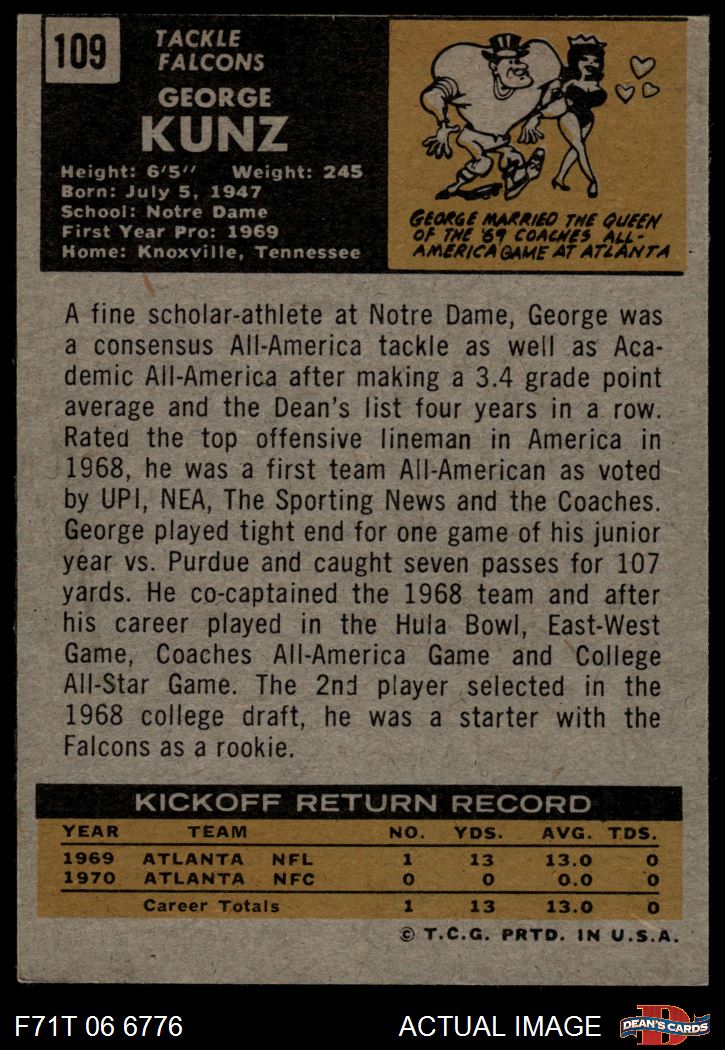 109
TACKLE
FALCONS
GEORGE
KUNZ
Height: 6'5" Weight: 245
Born: July 5, 1947
School: Notre Dame
First Year Pro: 1969
Home: Knoxville, Tennessee
GEORGE MARRIED THE QUEEN
OF THE '69 COACHES ALL-
AMERICA GAME AT ATLANTA
A fine scholar-athlete at Notre Dame, George was
a consensus All-America tackle as well as Aca-
demic All-America after making a 3.4 grade point
average and the Dean's list four years in a row.
Rated the top offensive lineman in America in
1968, he was a first team All-American as voted
by UPI, NEA, The Sporting News and the Coaches.
George played tight end for one game of his junior
year vs. Purdue and caught seven passes for 107
yards. He co-captained the 1968 team and after
his career played in the Hula Bowl, East-West
Game, Coaches All-America Game and College
All-Star Game. The 2nd player selected in the
1968 college draft, he was a starter with the
Falcons as a rookie.
KICKOFF RETURN RECORD
YEAR TEAM NO. YDS. AVG. TDS.
1969 ATLANTA NFL 1 13 13.0 0
1970 ATLANTA NFC 0 0 0.0 0
Career Totals 1 13 13.0 0
© T.C.G. PRTD. IN U.S.A.
F71T 06 6776 ACTUAL IMAGE D DEAN'S CARDS